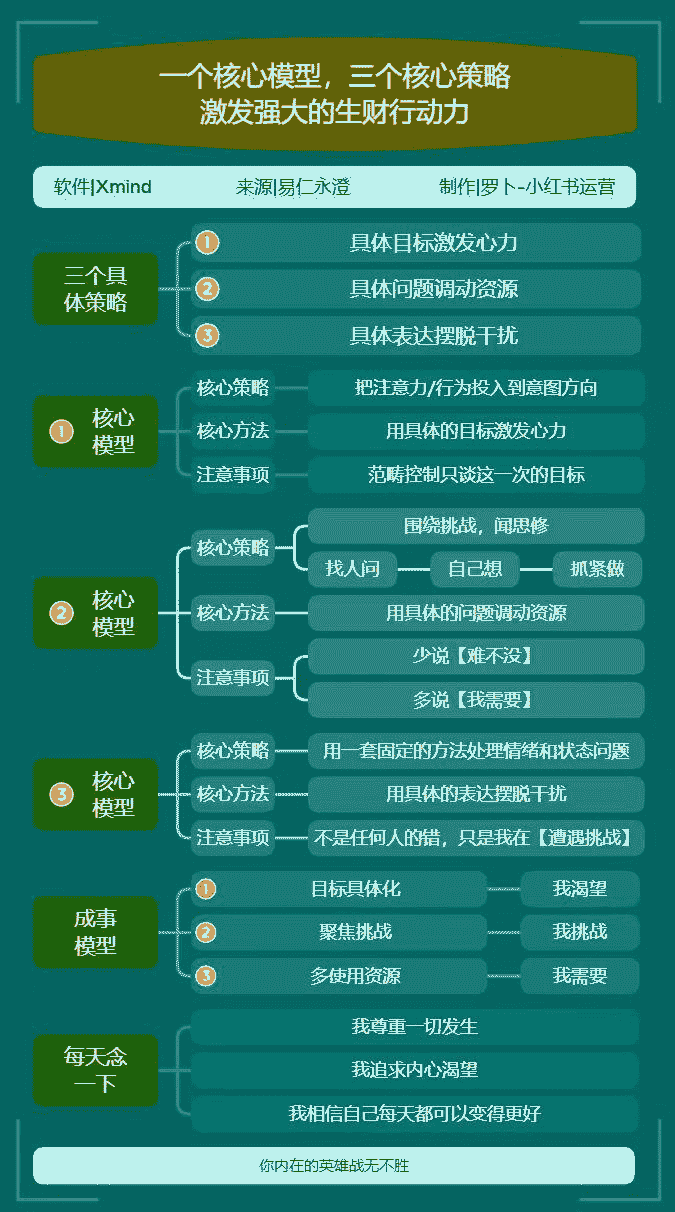 一个核心模型，三个核心策略
激发强大的生财行动力
软件|Xmind 来源|易仁永澄 制作|罗卜-小红书运营
三个具
体策略
1 具体目标激发心力
2 具体问题调动资源
3 具体表达摆脱干扰
1 核心
模型
核心策略 把注意力/行为投入到意图方向
核心方法 用具体的目标激发心力
注意事项 范畴控制只谈这一次的目标
2 核心
模型
核心策略
围绕挑战，闻思修
找人问 自己想 抓紧做
核心方法 用具体的问题调动资源
注意事项
少说【难不没】
多说【我需要】
3 核心
模型
核心策略 用一套固定的方法处理情绪和状态问题
核心方法 用具体的表达摆脱干扰
注意事项 不是任何人的错，只是我在【遭遇挑战】
成事
模型
1 目标具体化 我渴望
2 聚焦挑战 我挑战
3 多使用资源 我需要
每天念
一下
我尊重一切发生
我追求内心渴望
我相信自己每天都可以变得更好
你内在的英雄战无不胜